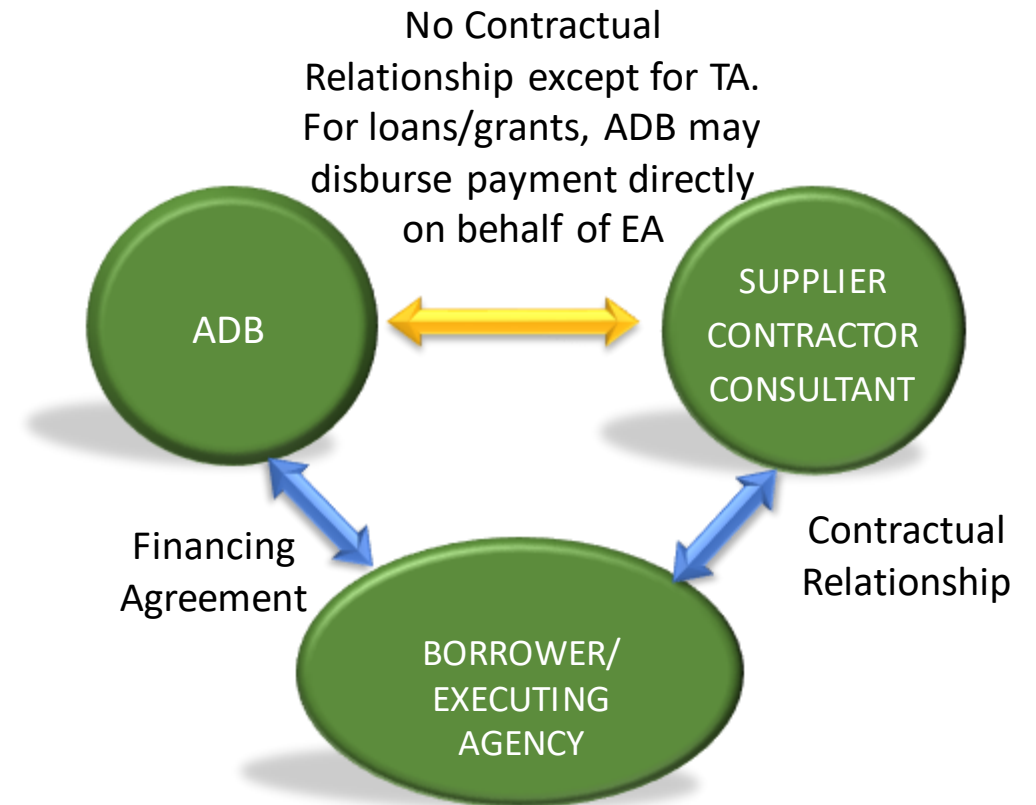 No Contractual
Relationship except for TA.
For loans/grants, ADB may
disburse payment directly
on behalf of EA
ADB
SUPPLIER
CONTRACTOR
CONSULTANT
Financing
Agreement
Contractual
Relationship
BORROWER/
EXECUTING
AGENCY